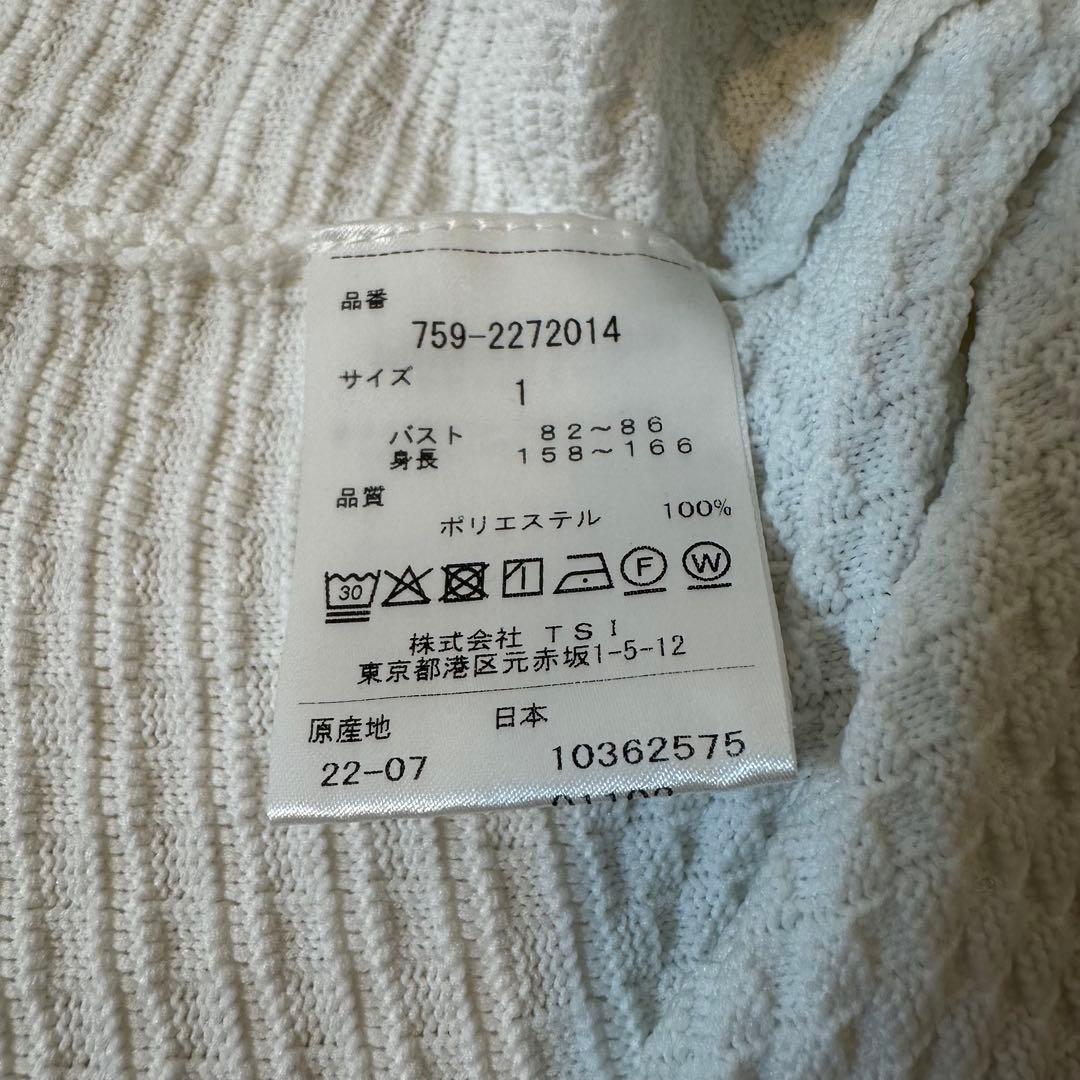 品番
759-2272014
サイズ
1
バスト 82〜86
身長 158〜166
品質
ポリエステル 100%
30 F W
株式会社 TSI
東京都港区元赤坂1-5-12
原産地 日本
22-07 10362575